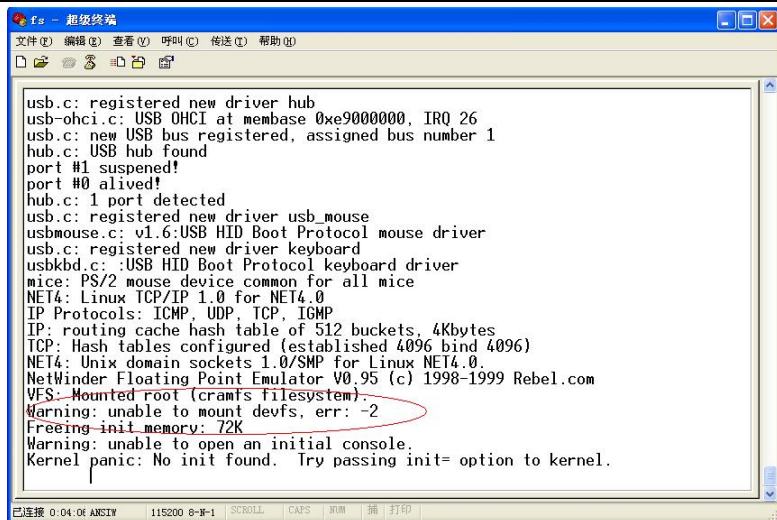 fs - 超级终端
文件(F) 编辑(E) 查看(V) 呼叫(C) 传送(T) 帮助(H)
usb.c: registered new driver hub
usb-ohci.c: USB OHCI at membase 0xe9000000, IRQ 26
usb.c: new USB bus registered, assigned bus number 1
hub.c: USB hub found
port #1 suspened!
port #0 alived!
hub.c: 1 port detected
usb.c: registered new driver usb_mouse
usbmouse.c: v1.6:USB HID Boot Protocol mouse driver
usb.c: registered new driver keyboard
usbkbd.c: :USB HID Boot Protocol keyboard driver
mice: PS/2 mouse device common for all mice
NET4: Linux TCP/IP 1.0 for NET4.0
IP Protocols: ICMP, UDP, TCP, IGMP
IP: routing cache hash table of 512 buckets, 4Kbytes
TCP: Hash tables configured (established 4096 bind 4096)
NET4: Unix domain sockets 1.0/SMP for Linux NET4.0.
NetWinder Floating Point Emulator V0.95 (c) 1998-1999 Rebel.com
VFS: Mounted root (cramfs filesystem).
Warning: unable to mount devfs, err: -2
Freeing init memory: 72K
Warning: unable to open an initial console.
Kernel panic: No init found.  Try passing init= option to kernel.
已连接 0:04:06 ANSIW 115200 8-N-1 SCROLL CAPS NUM 捕 打印